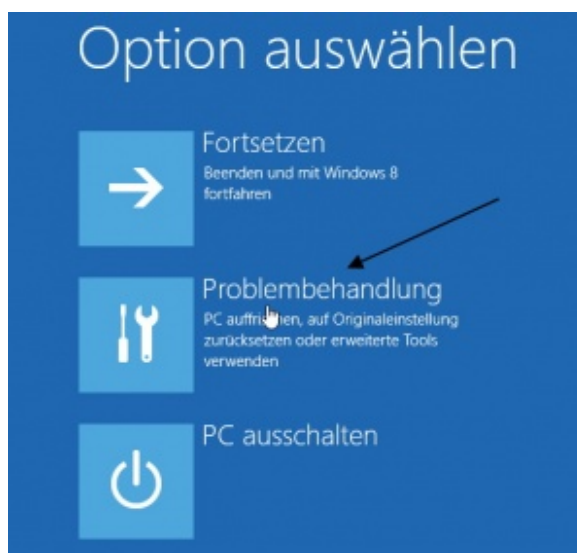 Option auswählen
Fortsetzen
Beenden und mit Windows 8
fortfahren
Problembehandlung
PC auffrischen, auf Originaleinstellung
zurücksetzen oder erweiterte Tools
verwenden
PC ausschalten